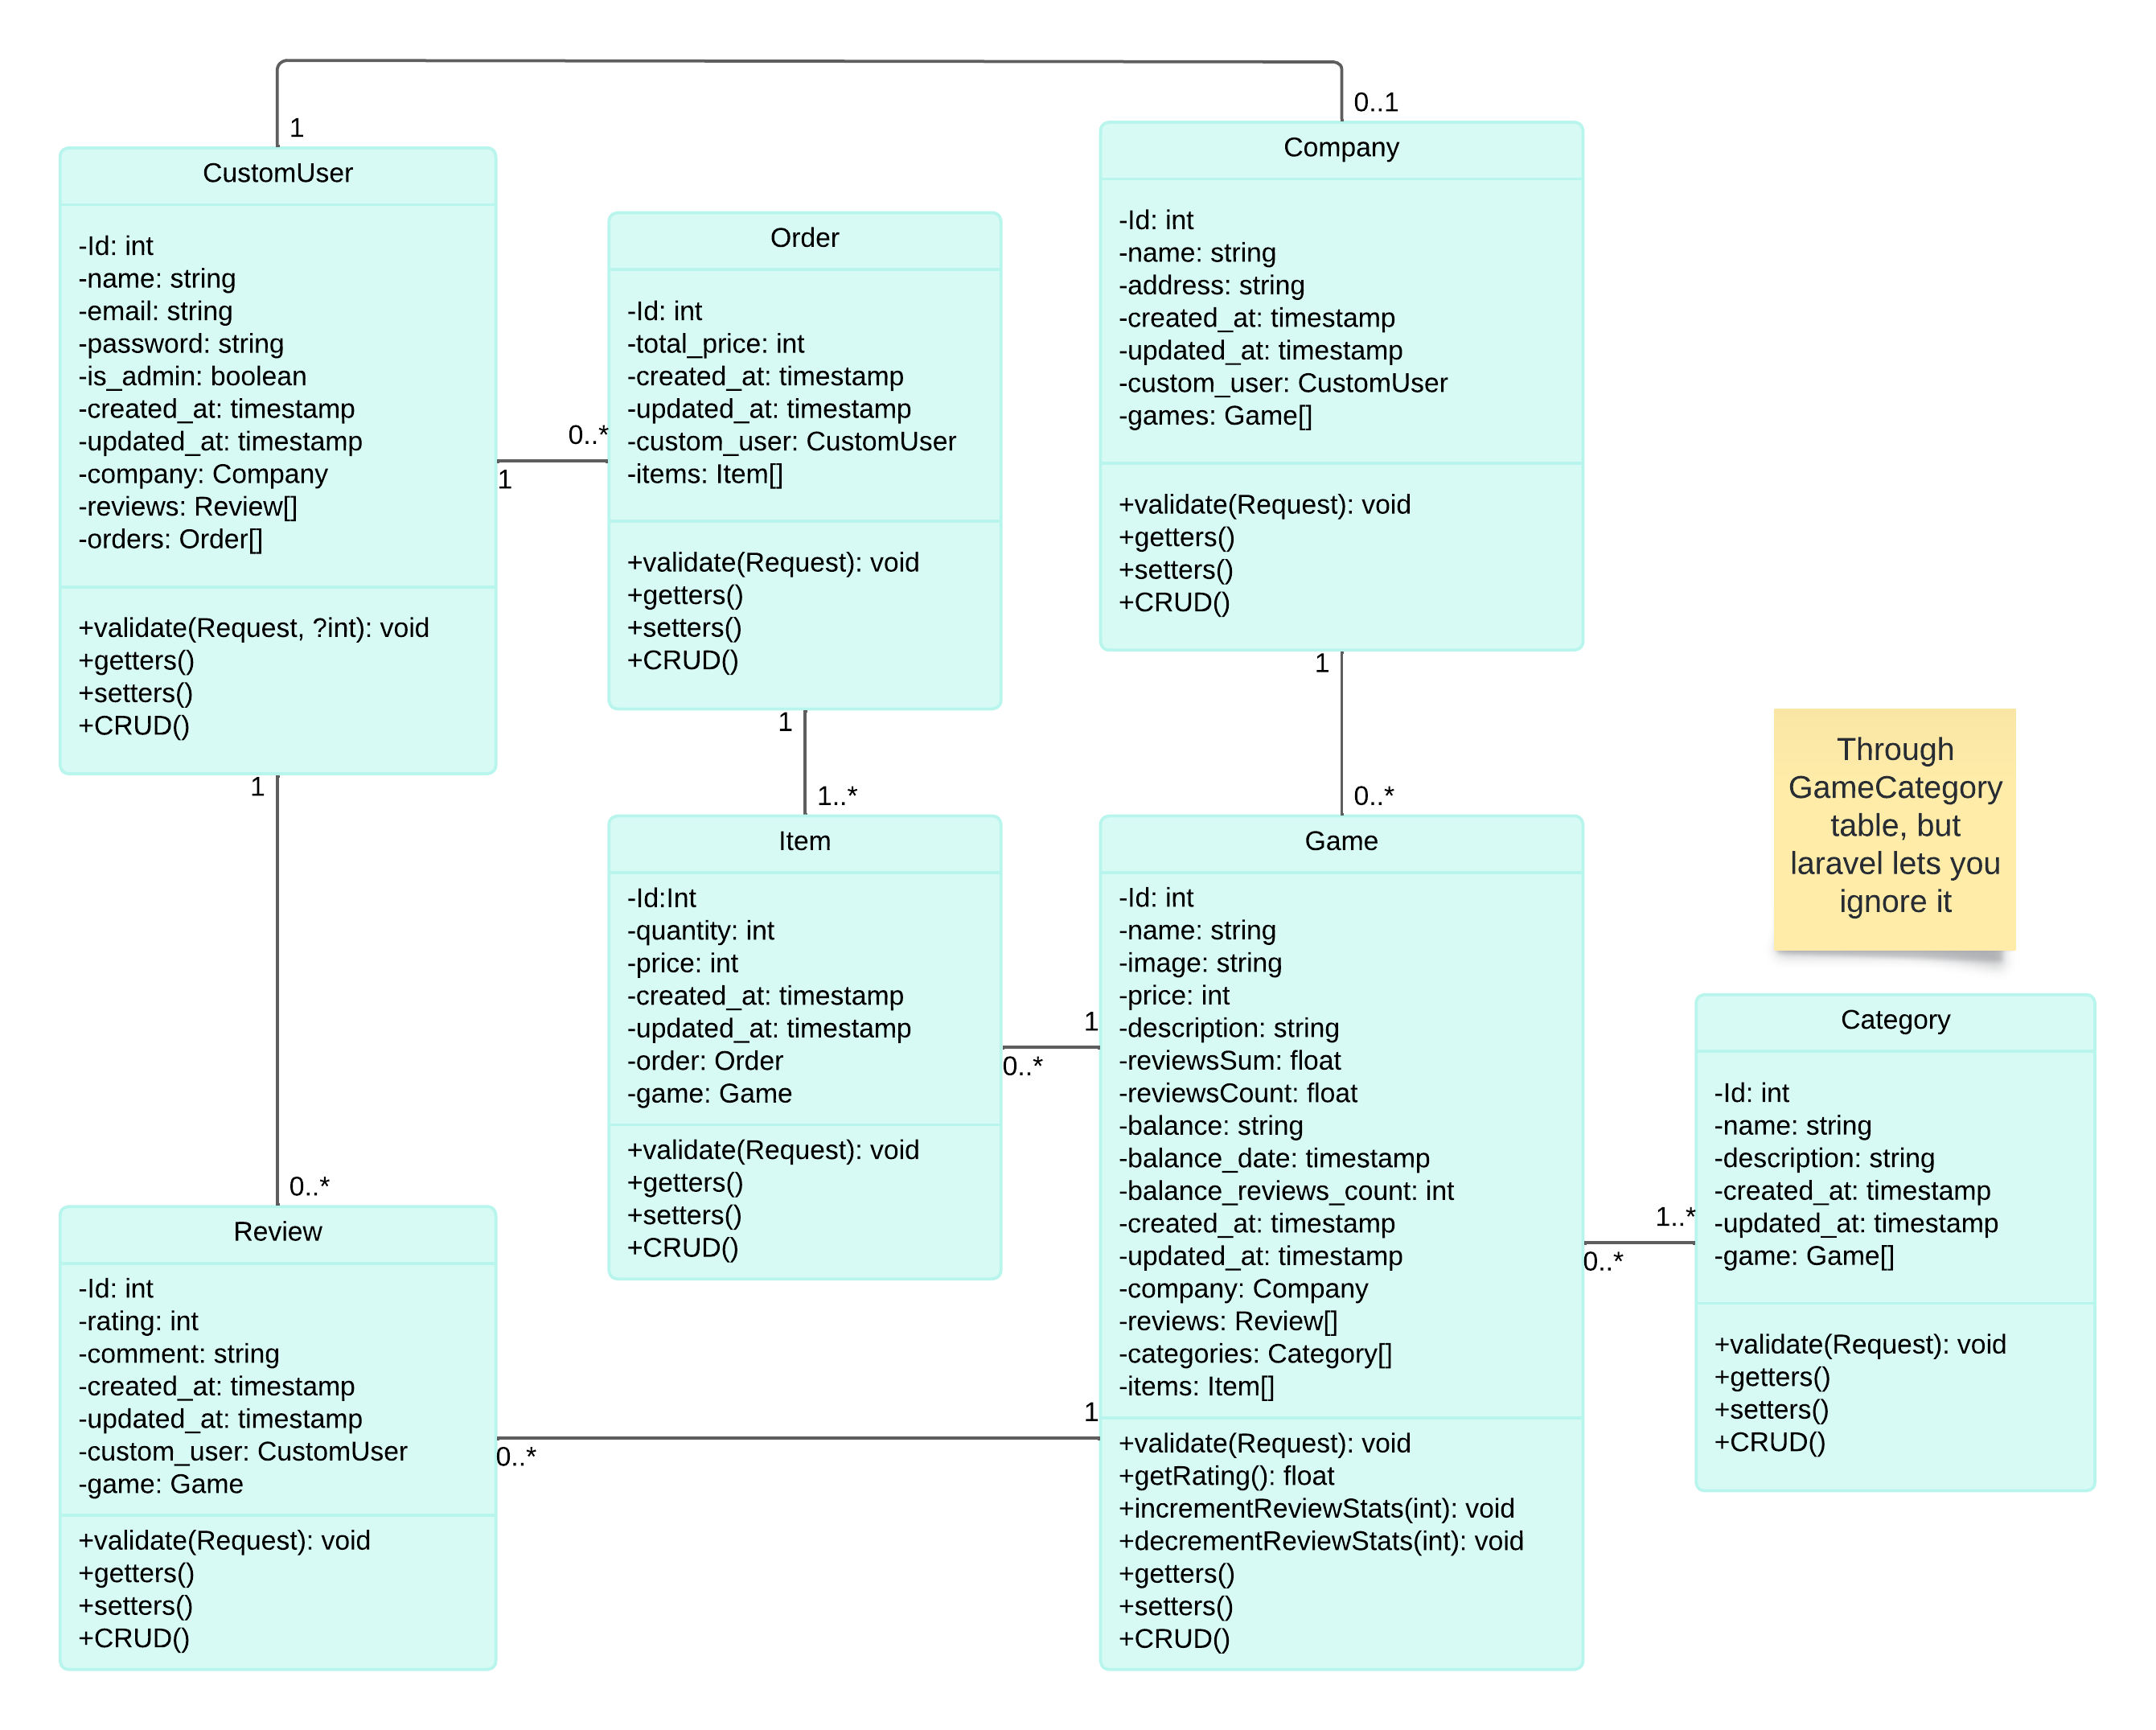 1
0..1
CustomUser
-Id: int
-name: string
-email: string
-password: string
-is_admin: boolean
-created_at: timestamp
-updated_at: timestamp
-company: Company
-reviews: Review[]
-orders: Order[]
+validate(Request, ?int): void
+getters()
+setters()
+CRUD()
0..*
1
Order
-Id: int
-total_price: int
-created_at: timestamp
-updated_at: timestamp
-custom_user: CustomUser
-items: Item[]
+validate(Request): void
+getters()
+setters()
+CRUD()
Company
-Id: int
-name: string
-address: string
-created_at: timestamp
-updated_at: timestamp
-custom_user: CustomUser
-games: Game[]
+validate(Request): void
+getters()
+setters()
+CRUD()
1
1
1
1..*
0..*
Through
GameCategory
table, but
laravel lets you
ignore it
Item
-Id:Int
-quantity: int
-price: int
-created_at: timestamp
-updated_at: timestamp
-order: Order
-game: Game
+validate(Request): void
+getters()
+setters()
+CRUD()
1
0..*
Game
-Id: int
-name: string
-image: string
-price: int
-description: string
-reviewsSum: float
-reviewsCount: float
-balance: string
-balance_date: timestamp
-balance_reviews_count: int
-created_at: timestamp
-updated_at: timestamp
-company: Company
-reviews: Review[]
-categories: Category[]
-items: Item[]
+validate(Request): void
+getRating(): float
+incrementReviewStats(int): void
+decrementReviewStats(int): void
+getters()
+setters()
+CRUD()
1..*
0..*
Category
-Id: int
-name: string
-description: string
-created_at: timestamp
-updated_at: timestamp
-game: Game[]
+validate(Request): void
+getters()
+setters()
+CRUD()
0..*
Review
-Id: int
-rating: int
-comment: string
-created_at: timestamp
-updated_at: timestamp
-custom_user: CustomUser
-game: Game
+validate(Request): void
+getters()
+setters()
+CRUD()
1
0..*